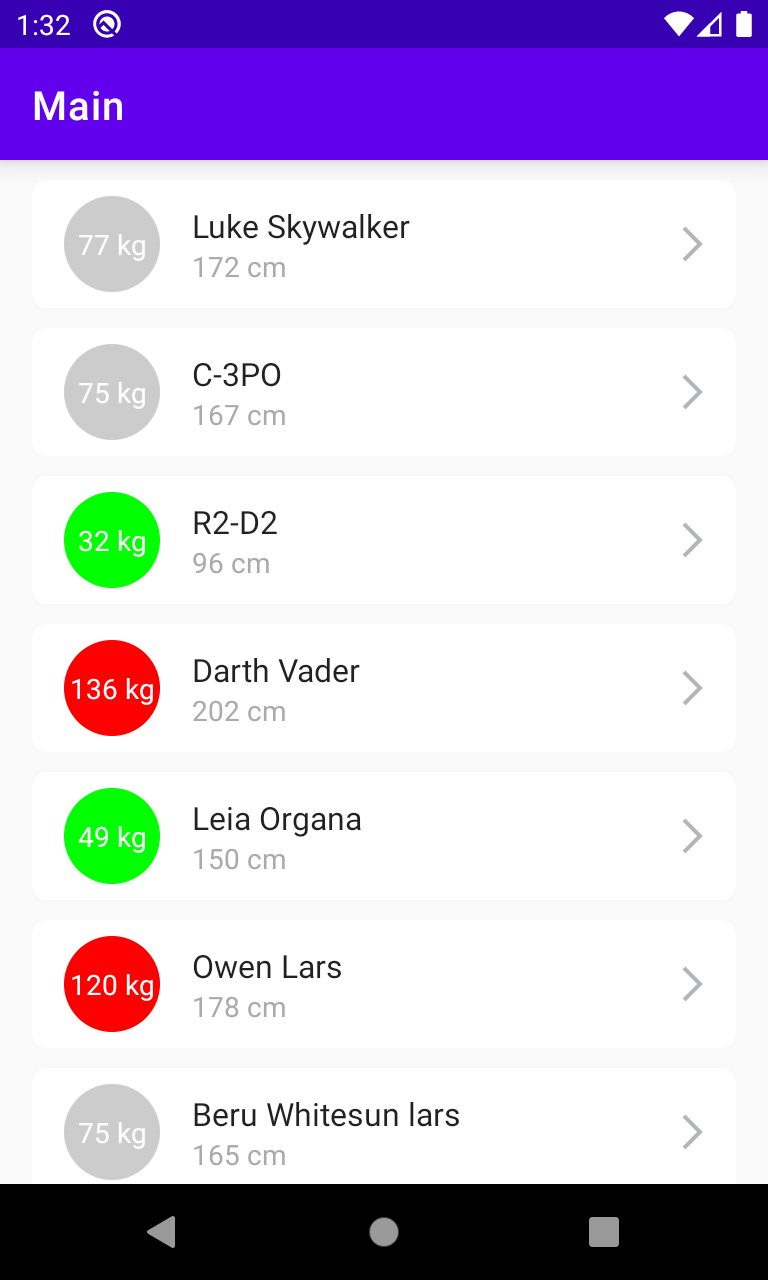 1:32
Main
77 kg
Luke Skywalker
172 cm
75 kg
C-3PO
167 cm
32 kg
R2-D2
96 cm
136 kg
Darth Vader
202 cm
49 kg
Leia Organa
150 cm
120 kg
Owen Lars
178 cm
75 kg
Beru Whitesun lars
165 cm